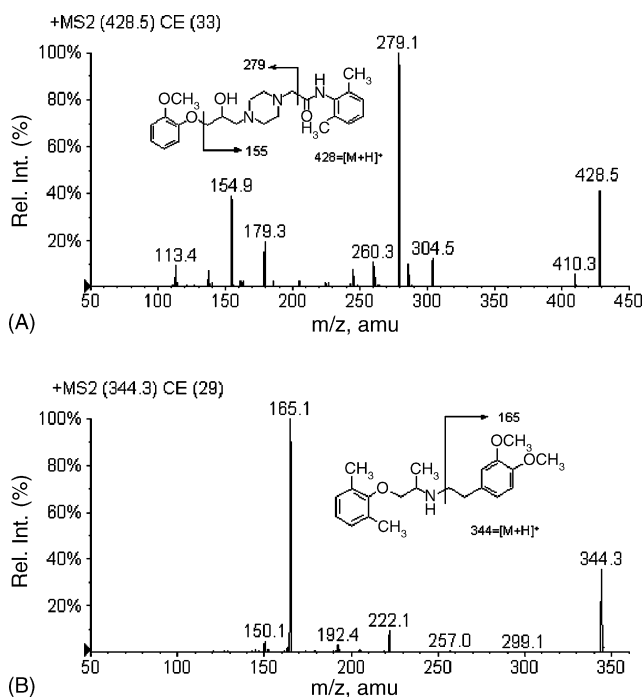 +MS2 (428.5) CE (33)
100%
80%
60%
40%
20%
Rel. Int. (%)
279.1
279
OCH₃
O
OH
N
N
NH
O
CH₃
H₃C
155
428=[M+H]⁺
428.5
154.9
179.3
113.4
260.3
304.5
410.3
50 100 150 200 250 300 350 400 450
m/z, amu
(A)
+MS2 (344.3) CE (29)
100%
80%
60%
40%
20%
Rel. Int. (%)
165.1
165
CH₃
O
CH₃
N
H
CH₃
OCH₃
OCH₃
344=[M+H]⁺
344.3
150.1
192.4
222.1
257.0
299.1
50 100 150 200 250 300 350
m/z, amu
(B)